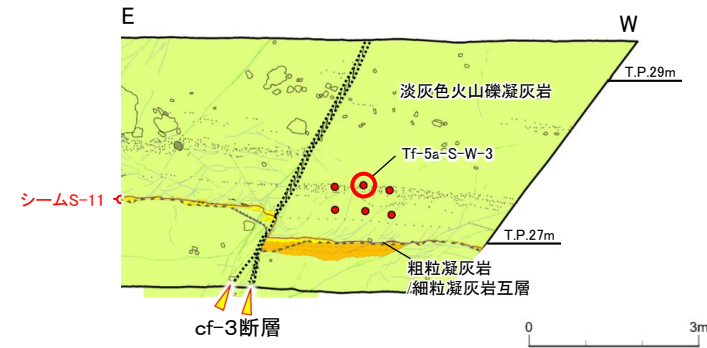 E
W
淡灰色火山礫凝灰岩
T.P.29m
Tf-5a-S-W-3
シームS-11
T.P.27m
粗粒凝灰岩
/細粒凝灰岩互層
cf-3断層
0
3m